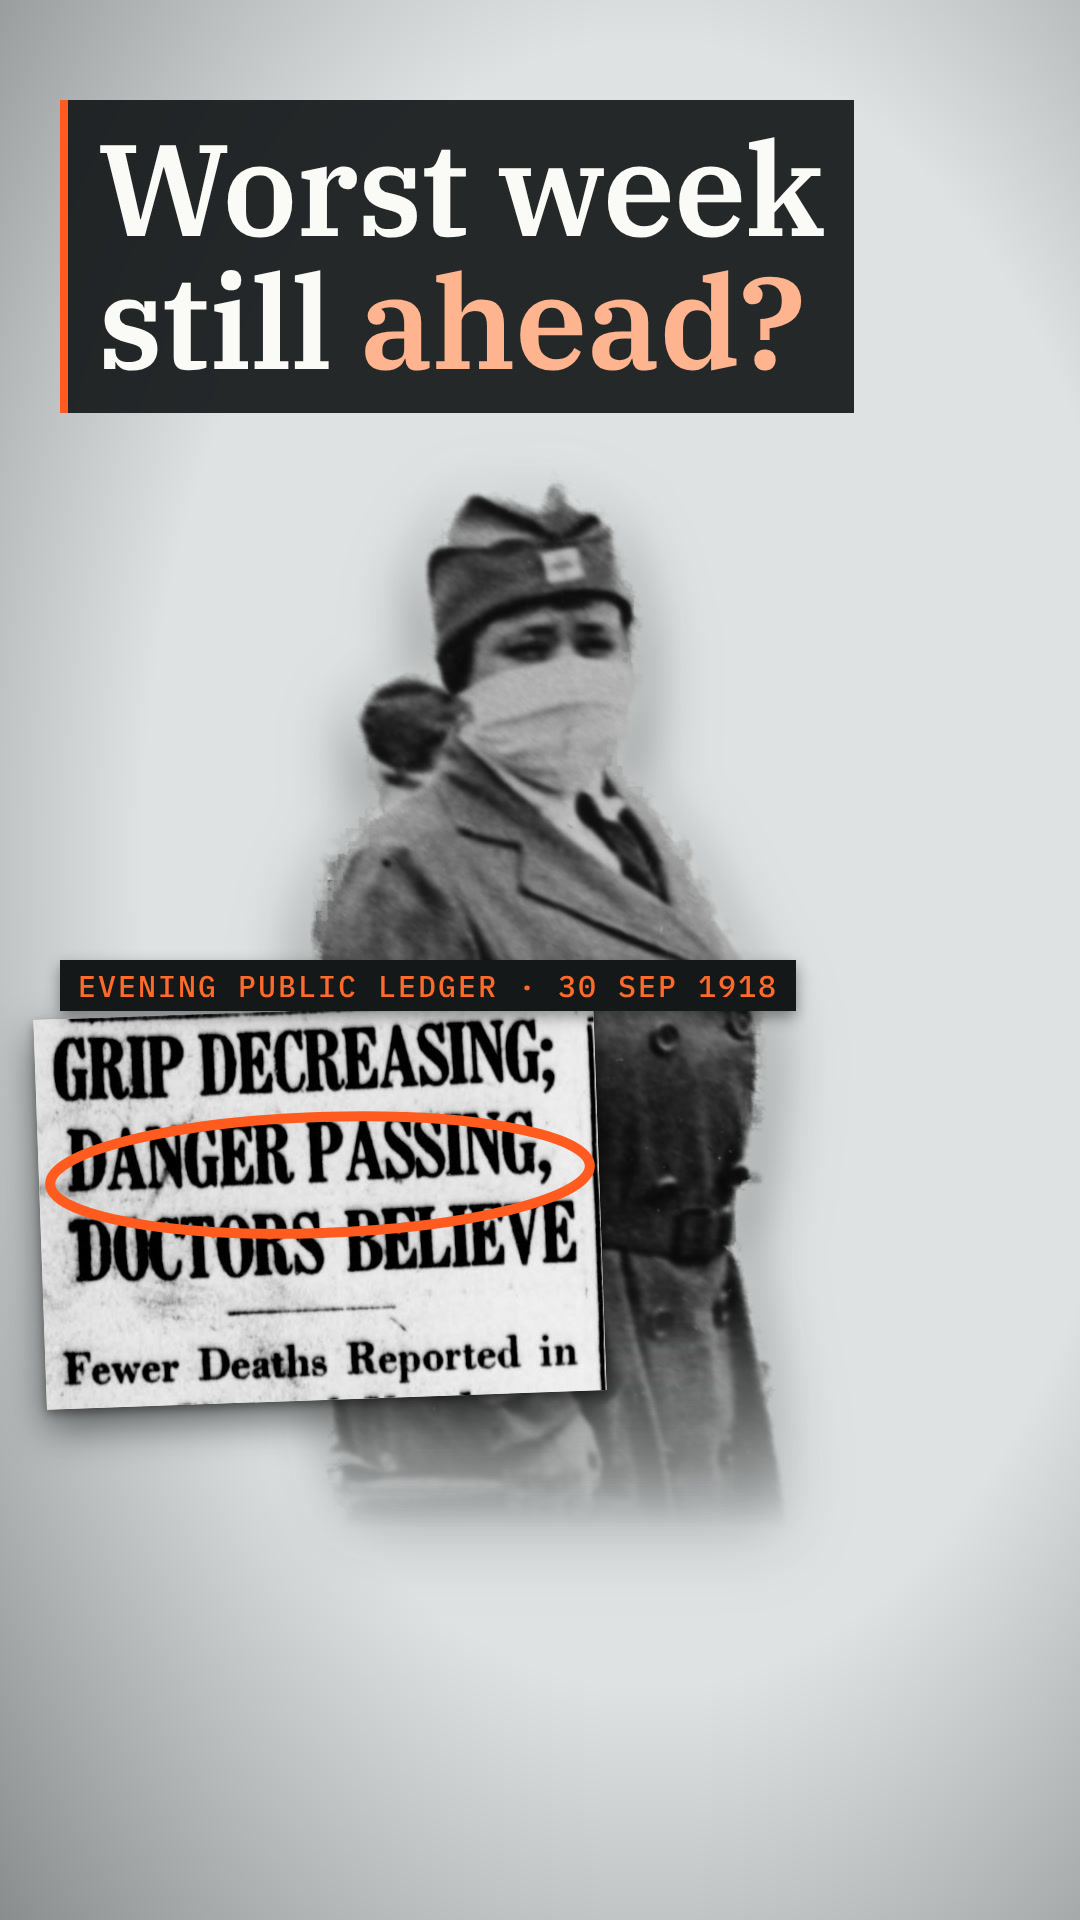 Worst week
still ahead?
EVENING PUBLIC LEDGER · 30 SEP 1918
GRIP DECREASING;
DANGER PASSING,
DOCTORS BELIEVE
Fewer Deaths Reported in